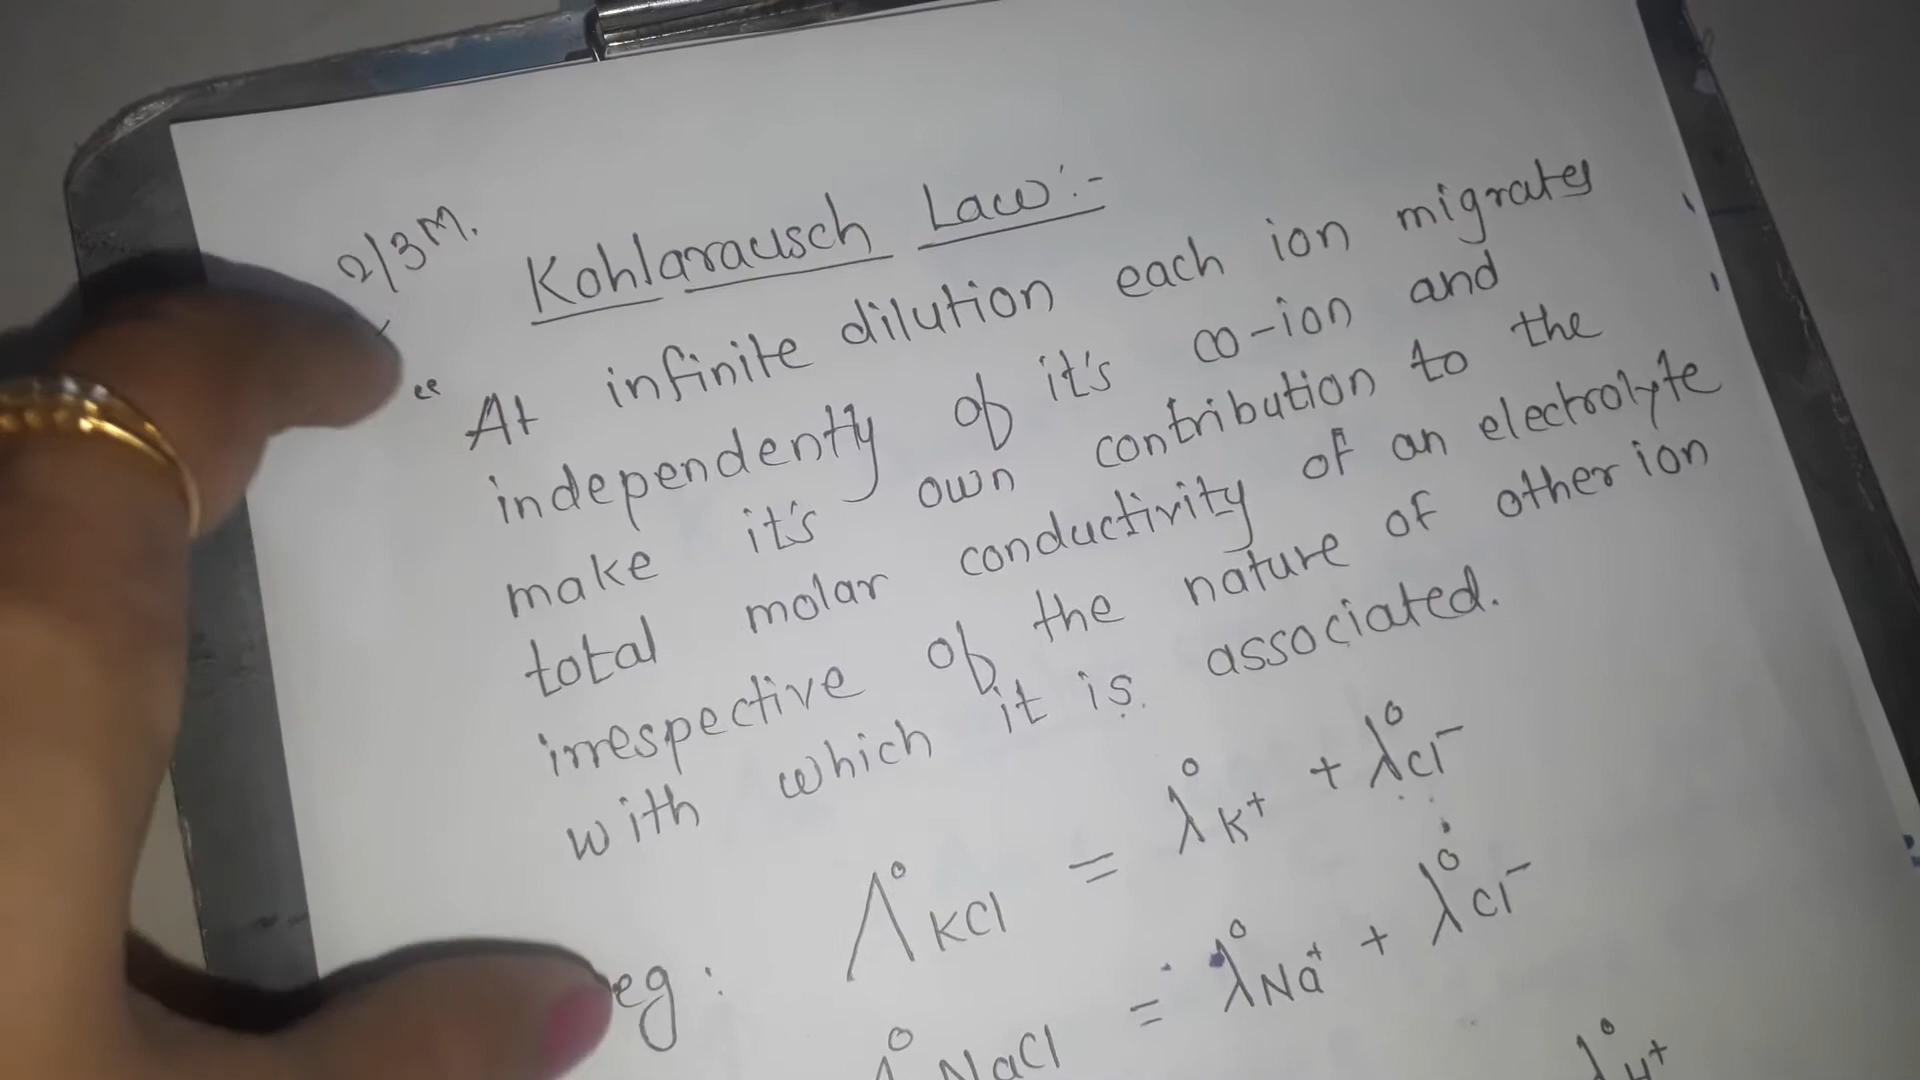 2/3 M.
Kohlarausch Law :-
“ At infinite dilution each ion migrates
independently of it's co-ion and
make it's own contribution to the
total molar conductivity of an electrolyte
irrespective of the nature of other ion
with which it is associated.
eg : Λ°KCl = λ°K+ + λ°Cl-
Λ°NaCl = λ°Na+ + λ°Cl-
λ°H+